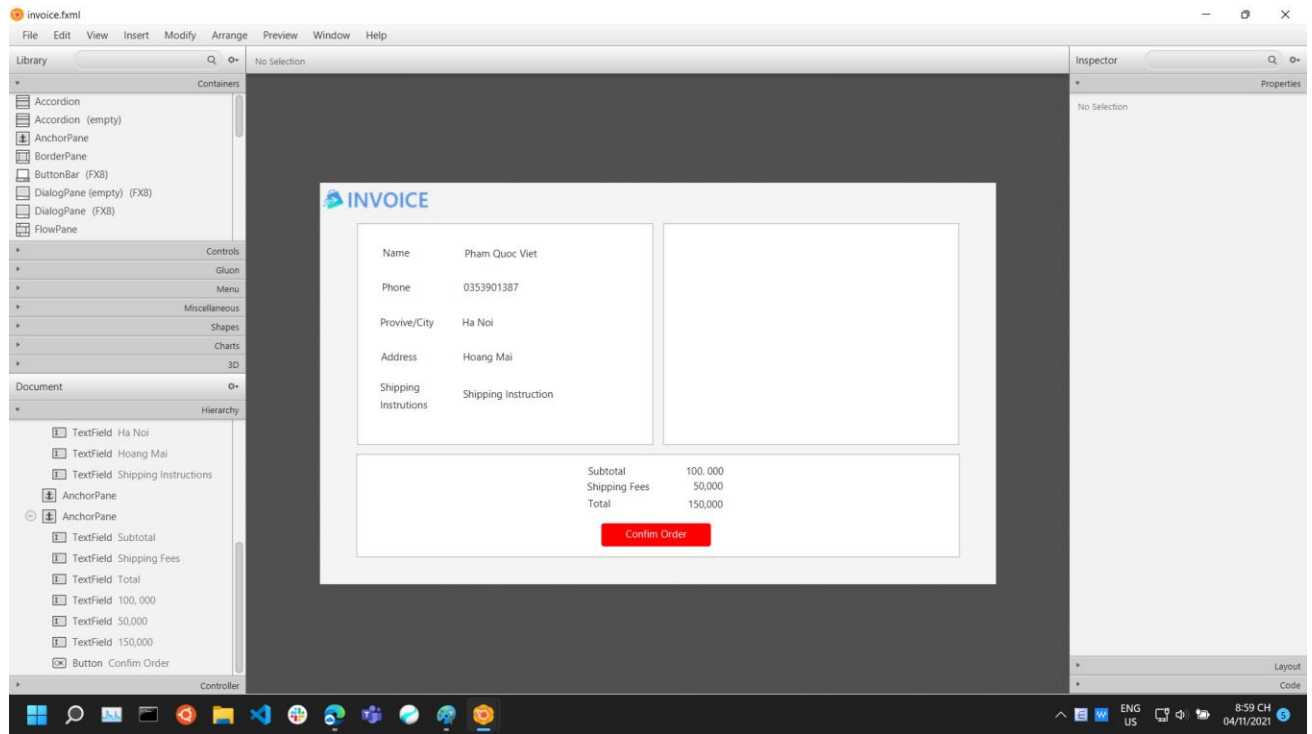 invoice.fxml
File Edit View Insert Modify Arrange Preview Window Help
Library
No Selection
Inspector
Containers
Properties
Accordion
Accordion (empty)
AnchorPane
BorderPane
ButtonBar (FX8)
DialogPane (empty) (FX8)
DialogPane (FX8)
FlowPane
No Selection
Controls
Gluon
Menu
Miscellaneous
Shapes
Charts
3D
Document
Hierarchy
TextField Ha Noi
TextField Hoang Mai
TextField Shipping Instructions
AnchorPane
AnchorPane
TextField Subtotal
TextField Shipping Fees
TextField Total
TextField 100, 000
TextField 50,000
TextField 150,000
Button Confim Order
Controller
INVOICE
Name Pham Quoc Viet
Phone 0353901387
Provive/City Ha Noi
Address Hoang Mai
Shipping
Instrutions
Shipping Instruction
Subtotal 100, 000
Shipping Fees 50,000
Total 150,000
Confim Order
Layout
Code
ENG
US
8:59 CH
04/11/2021
5